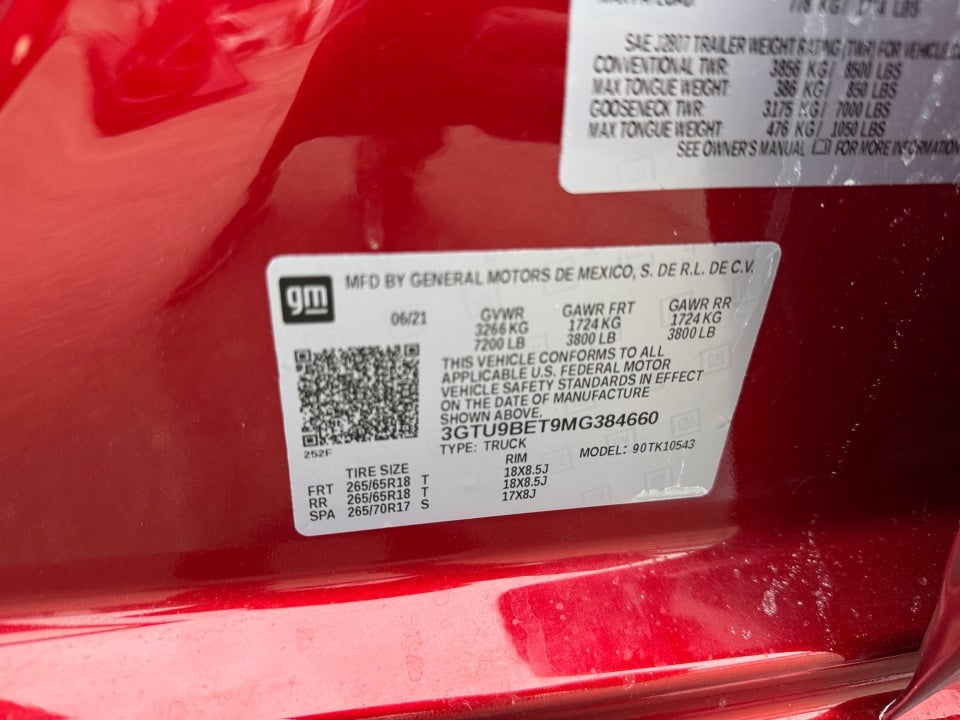 778 KG / 1714 LBS
SAE J2807 TRAILER WEIGHT RATING (TWR) FOR VEHICLE
CONVENTIONAL TWR: 3856 KG / 8500 LBS
MAX TONGUE WEIGHT: 386 KG / 850 LBS
GOOSENECK TWR: 3175 KG / 7000 LBS
MAX TONGUE WEIGHT: 476 KG / 1050 LBS
SEE OWNER'S MANUAL FOR MORE INFORMATION
gm
MFD BY GENERAL MOTORS DE MEXICO, S. DE R.L. DE C.V.
06/21 GVWR GAWR FRT GAWR RR
3266 KG 1724 KG 1724 KG
7200 LB 3800 LB 3800 LB
THIS VEHICLE CONFORMS TO ALL
APPLICABLE U.S. FEDERAL MOTOR
VEHICLE SAFETY STANDARDS IN EFFECT
ON THE DATE OF MANUFACTURE
SHOWN ABOVE.
3GTU9BET9MG384660
252F
TYPE: TRUCK MODEL: 90TK10543
TIRE SIZE RIM
FRT 265/65R18 T 18X8.5J
RR 265/65R18 T 18X8.5J
SPA 265/70R17 S 17X8J